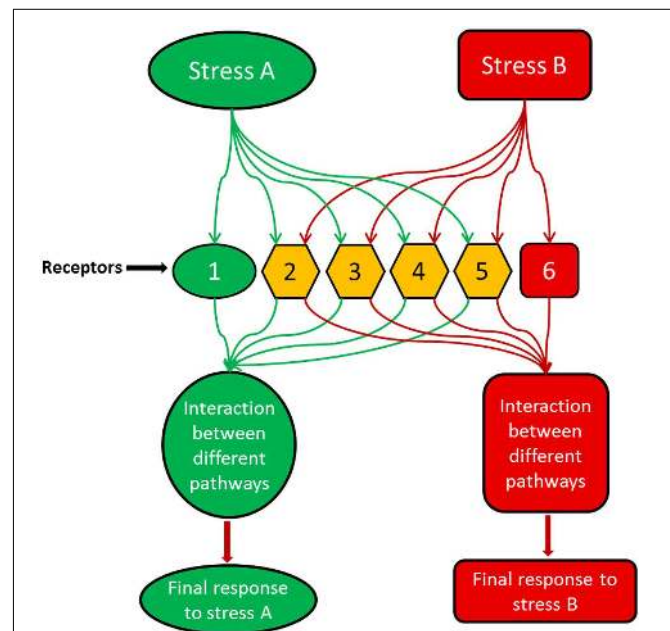 Stress A
Stress B
Receptors
1
2
3
4
5
6
Interaction
between
different
pathways
Interaction
between
different
pathways
Final response
to stress A
Final response to
stress B